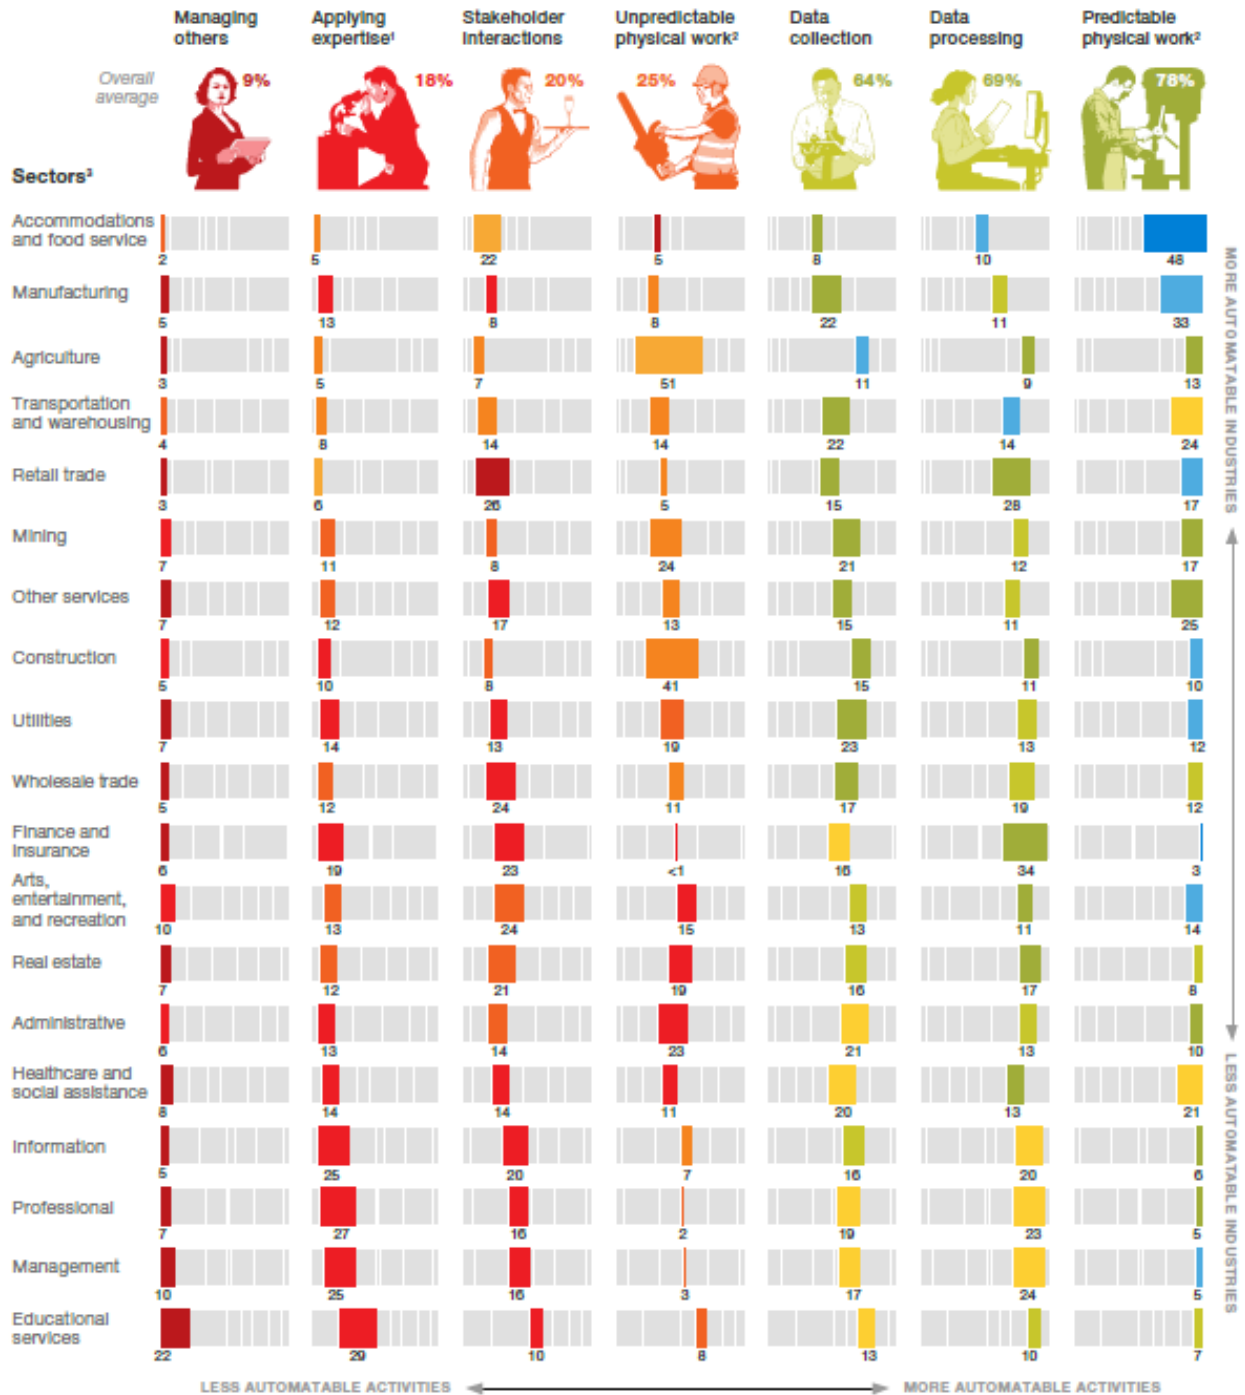 Managing others
Applying expertise¹
Stakeholder interactions
Unpredictable physical work²
Data collection
Data processing
Predictable physical work²
Overall average
9%
18%
20%
25%
64%
69%
78%
Sectors³
Accommodations and food service
2 5 22 5 8 10 48
Manufacturing
5 13 8 8 22 11 33
Agriculture
3 5 7 51 11 9 13
Transportation and warehousing
4 8 14 14 22 14 24
Retail trade
3 6 26 5 15 28 17
Mining
7 11 8 24 21 12 17
Other services
7 12 17 13 15 11 25
Construction
5 10 8 41 15 11 10
Utilities
7 14 13 19 23 13 12
Wholesale trade
5 12 24 11 17 19 12
Finance and insurance
6 19 23 <1 16 34 3
Arts, entertainment, and recreation
10 13 24 15 13 11 14
Real estate
7 12 21 19 16 17 8
Administrative
6 13 14 23 21 13 10
Healthcare and social assistance
8 14 14 11 20 13 21
Information
5 25 20 7 16 20 6
Professional
7 27 16 2 19 23 5
Management
10 25 16 3 17 24 5
Educational services
22 29 10 8 13 10 7
MORE AUTOMATABLE INDUSTRIES
LESS AUTOMATABLE INDUSTRIES
LESS AUTOMATABLE ACTIVITIES
MORE AUTOMATABLE ACTIVITIES